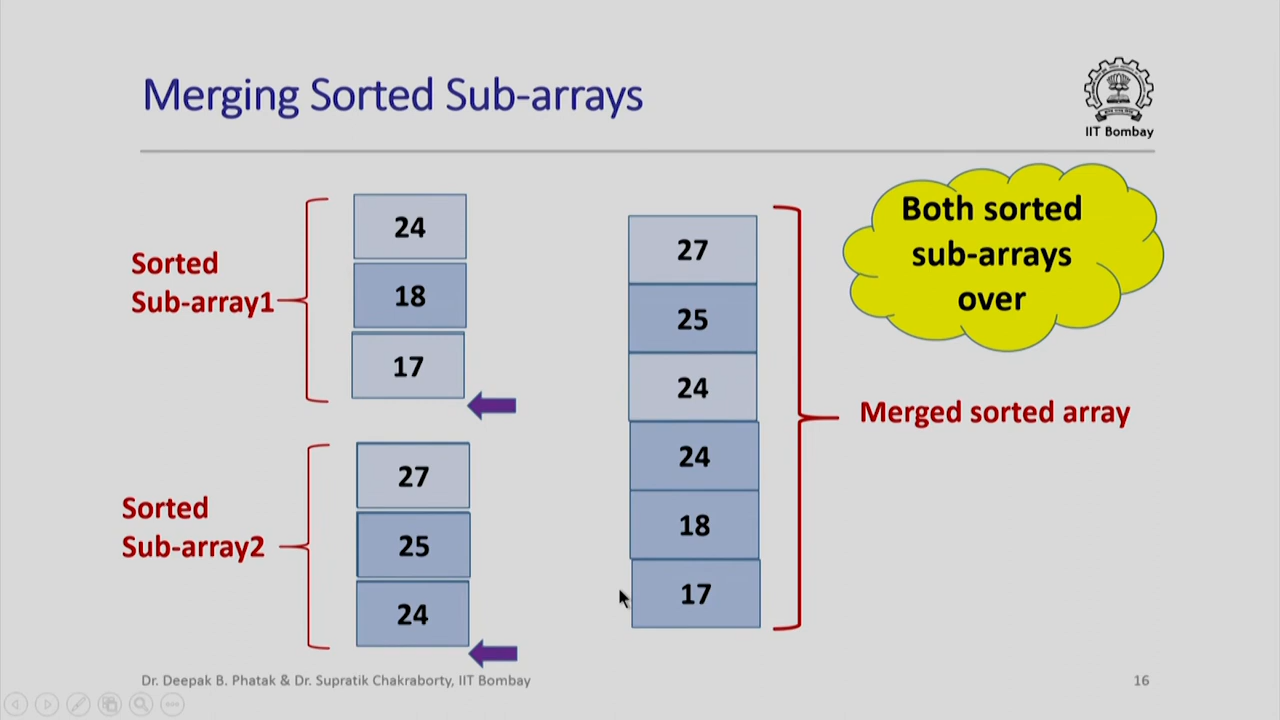 Merging Sorted Sub-arrays
IIT Bombay
Sorted
Sub-array1
24
18
17
Sorted
Sub-array2
27
25
24
27
25
24
24
18
17
Both sorted
sub-arrays
over
Merged sorted array
Dr. Deepak B. Phatak & Dr. Supratik Chakraborty, IIT Bombay
16